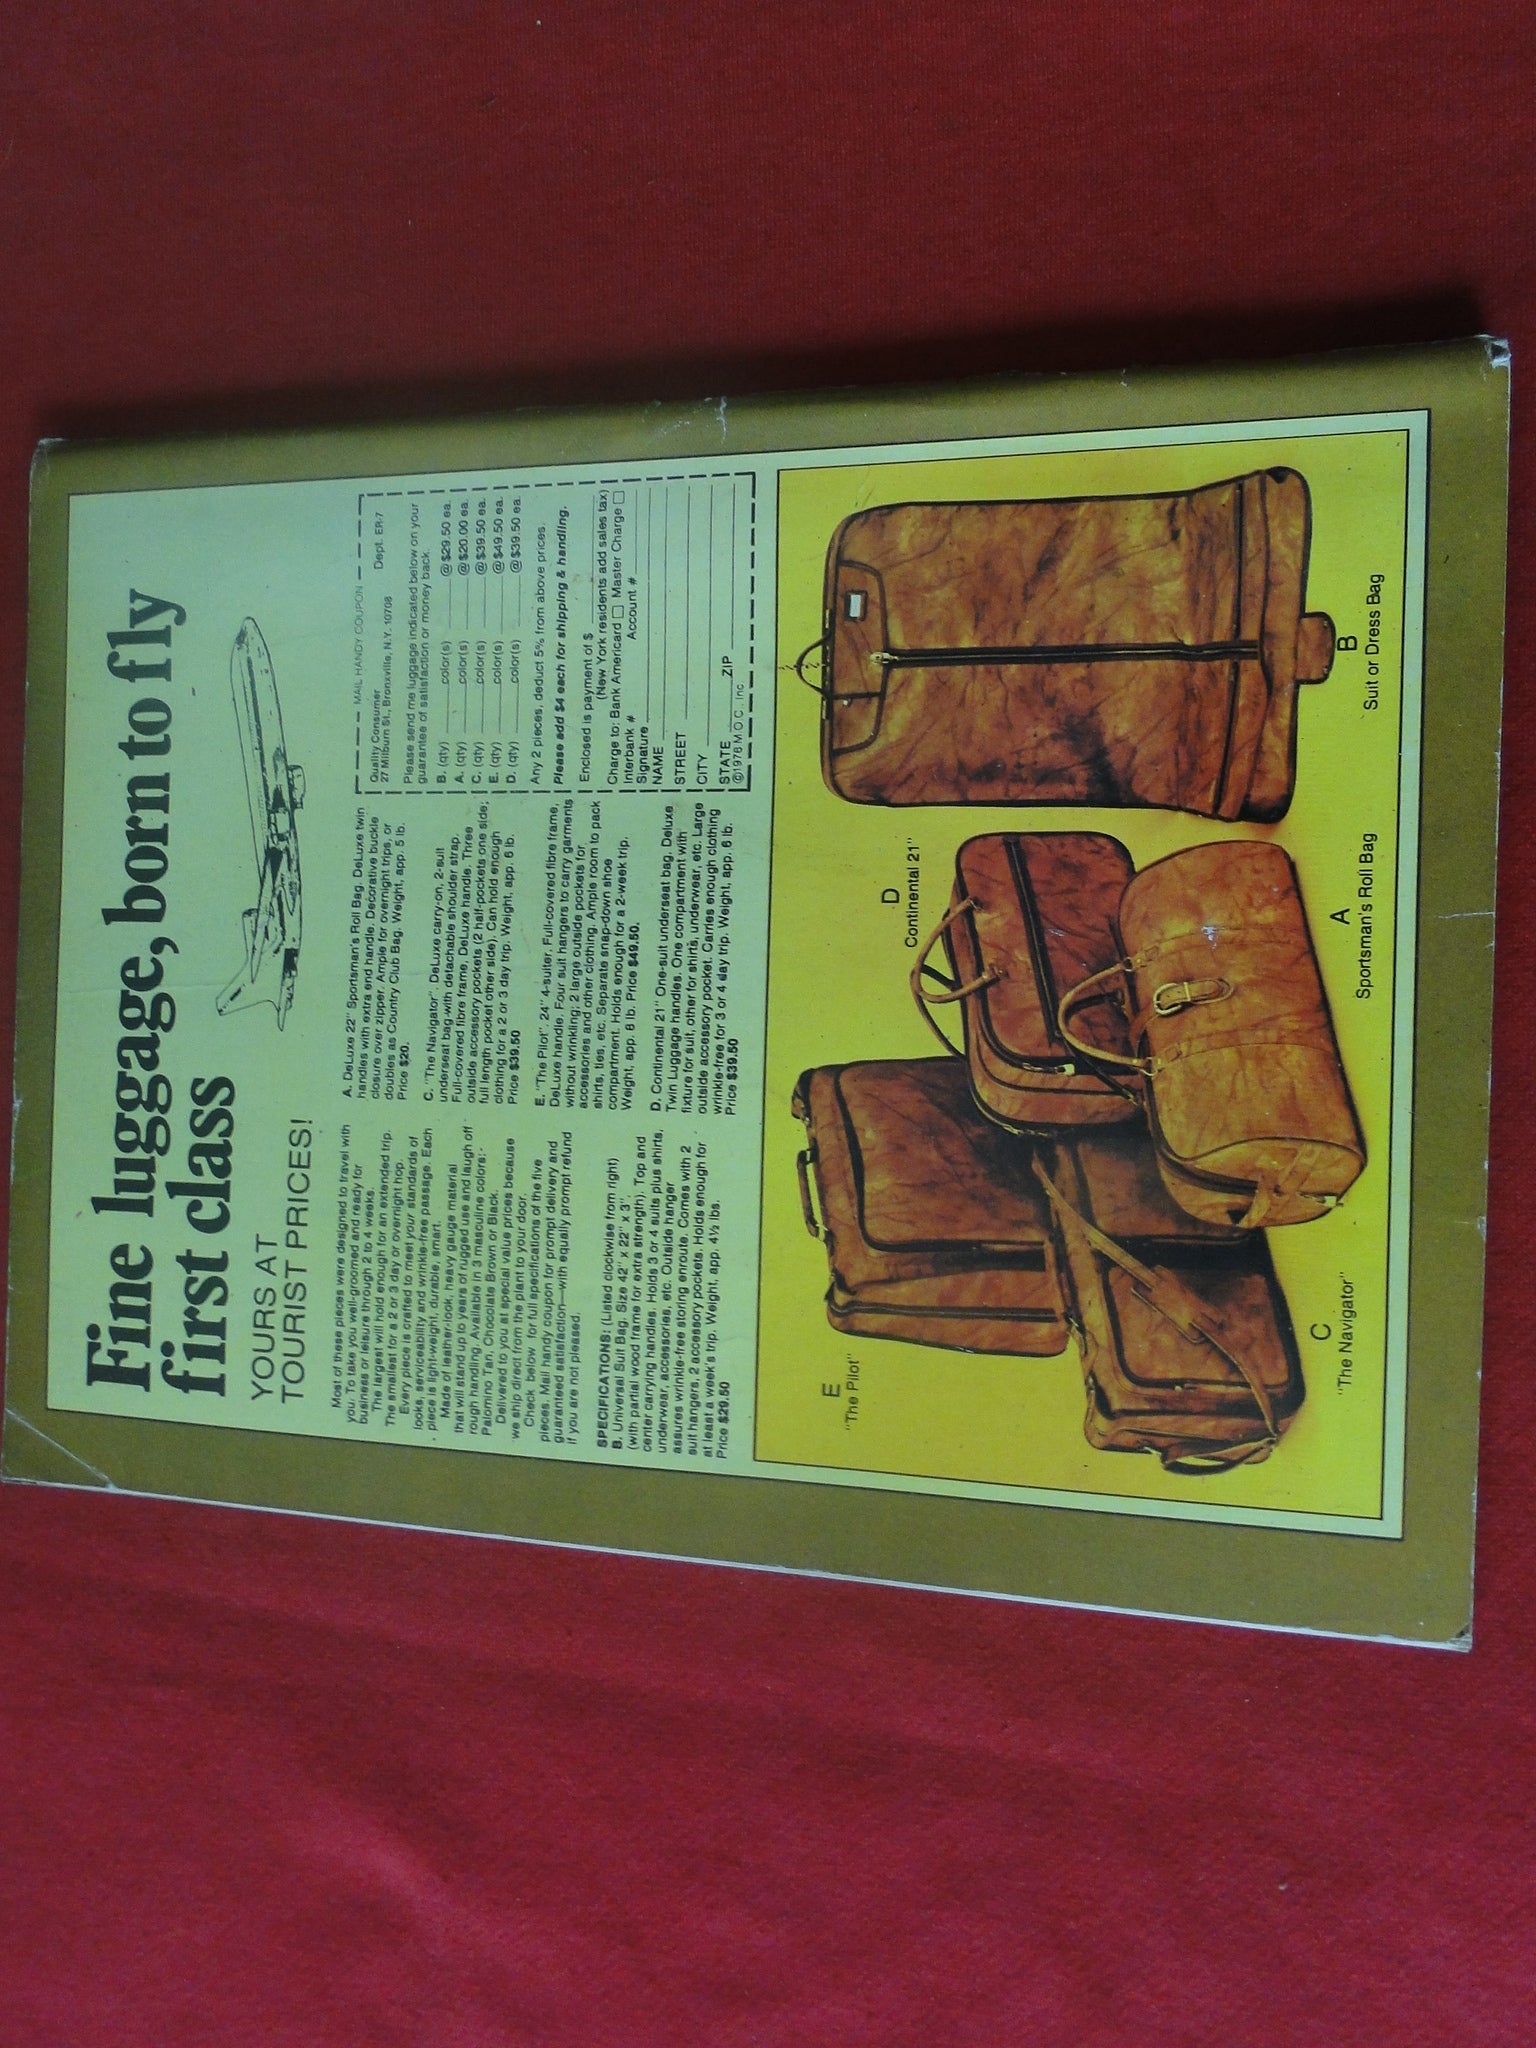 Fine luggage, born to fly
first class
YOURS AT
TOURIST PRICES!
Most of these pieces were designed to travel with
you. To take you well-groomed and ready for
business or leisure through 2 to 4 weeks.
The largest will hold enough for an extended trip.
The smallest for a 2 or 3 day or overnight hop.
Every piece is crafted to meet your standards of
looks, serviceability and wrinkle-free passage. Each
piece is light-weight, durable, smart.
Made of leather-look, heavy gauge material
that will stand up to years of rugged use and laugh off
rough handling. Available in 3 masculine colors:-
Palomino Tan, Chocolate Brown or Black.
Delivered to you at special value prices because
we ship direct from the plant to your door.
Check below for full specifications of the five
pieces. Mail handy coupon for prompt delivery and
guaranteed satisfaction—with equally prompt refund
if you are not pleased.
SPECIFICATIONS: (Listed clockwise from right)
B. Universal Suit Bag. Size 42" x 22" x 3".
(with partial wood frame for extra strength). Top and
center carrying handles. Holds 3 or 4 suits plus shirts,
underwear, accessories, etc. Outside hanger
assures wrinkle-free storing enroute. Comes with 2
suit hangers, 2 accessory pockets. Holds enough for
at least a week's trip. Weight, app. 4½ lbs.
Price $29.50
A. DeLuxe 22" Sportsman's Roll Bag. DeLuxe twin
handles with extra end handle. Decorative buckle
closure over zipper. Ample for overnight trips, or
doubles as Country Club Bag. Weight, app. 5 lb.
Price $20.
C. "The Navigator". DeLuxe carry-on, 2-suit
underseat bag with detachable shoulder strap.
Full-covered fibre frame. DeLuxe handle. Three
outside accessory pockets (2 half-pockets one side;
full length pocket other side). Can hold enough
clothing for a 2 or 3 day trip. Weight, app. 6 lb.
Price $39.50
E. "The Pilot". 24" 4-suiter. Full-covered fibre frame,
DeLuxe handle. Four suit hangers to carry garments
without wrinkling; 2 large outside pockets for
accessories and other clothing. Ample room to pack
shirts, ties, etc. Separate snap-down shoe
compartment. Holds enough for a 2-week trip.
Weight, app. 8 lb. Price $49.50.
D. Continental 21" One-suit underseat bag. Deluxe
Twin Luggage handles. One compartment with
fixture for suit, other for shirts, underwear, etc. Large
outside accessory pocket. Carries enough clothing
wrinkle-free for 3 or 4 day trip. Weight, app. 6 lb.
Price $39.50
MAIL HANDY COUPON
Quality Consumer Dept. ER-7
27 Milburn St., Bronxville, N.Y. 10708
Please send me luggage indicated below on your
guarantee of satisfaction or money back.
B. (qty) color(s) @$29.50 ea.
A. (qty) color(s) @$20.00 ea.
C. (qty) color(s) @$39.50 ea.
E. (qty) color(s) @$49.50 ea.
D. (qty) color(s) @$39.50 ea.
Any 2 pieces, deduct 5% from above prices.
Please add $4 each for shipping & handling.
Enclosed is payment of $
(New York residents add sales tax)
Charge to: Bank Americard Master Charge
Interbank # Account #
Signature
NAME
STREET
CITY
STATE ZIP
©1976 M.O.C. Inc.
E
"The Pilot"
D
Continental 21"
B
Suit or Dress Bag
A
Sportsman's Roll Bag
C
"The Navigator"